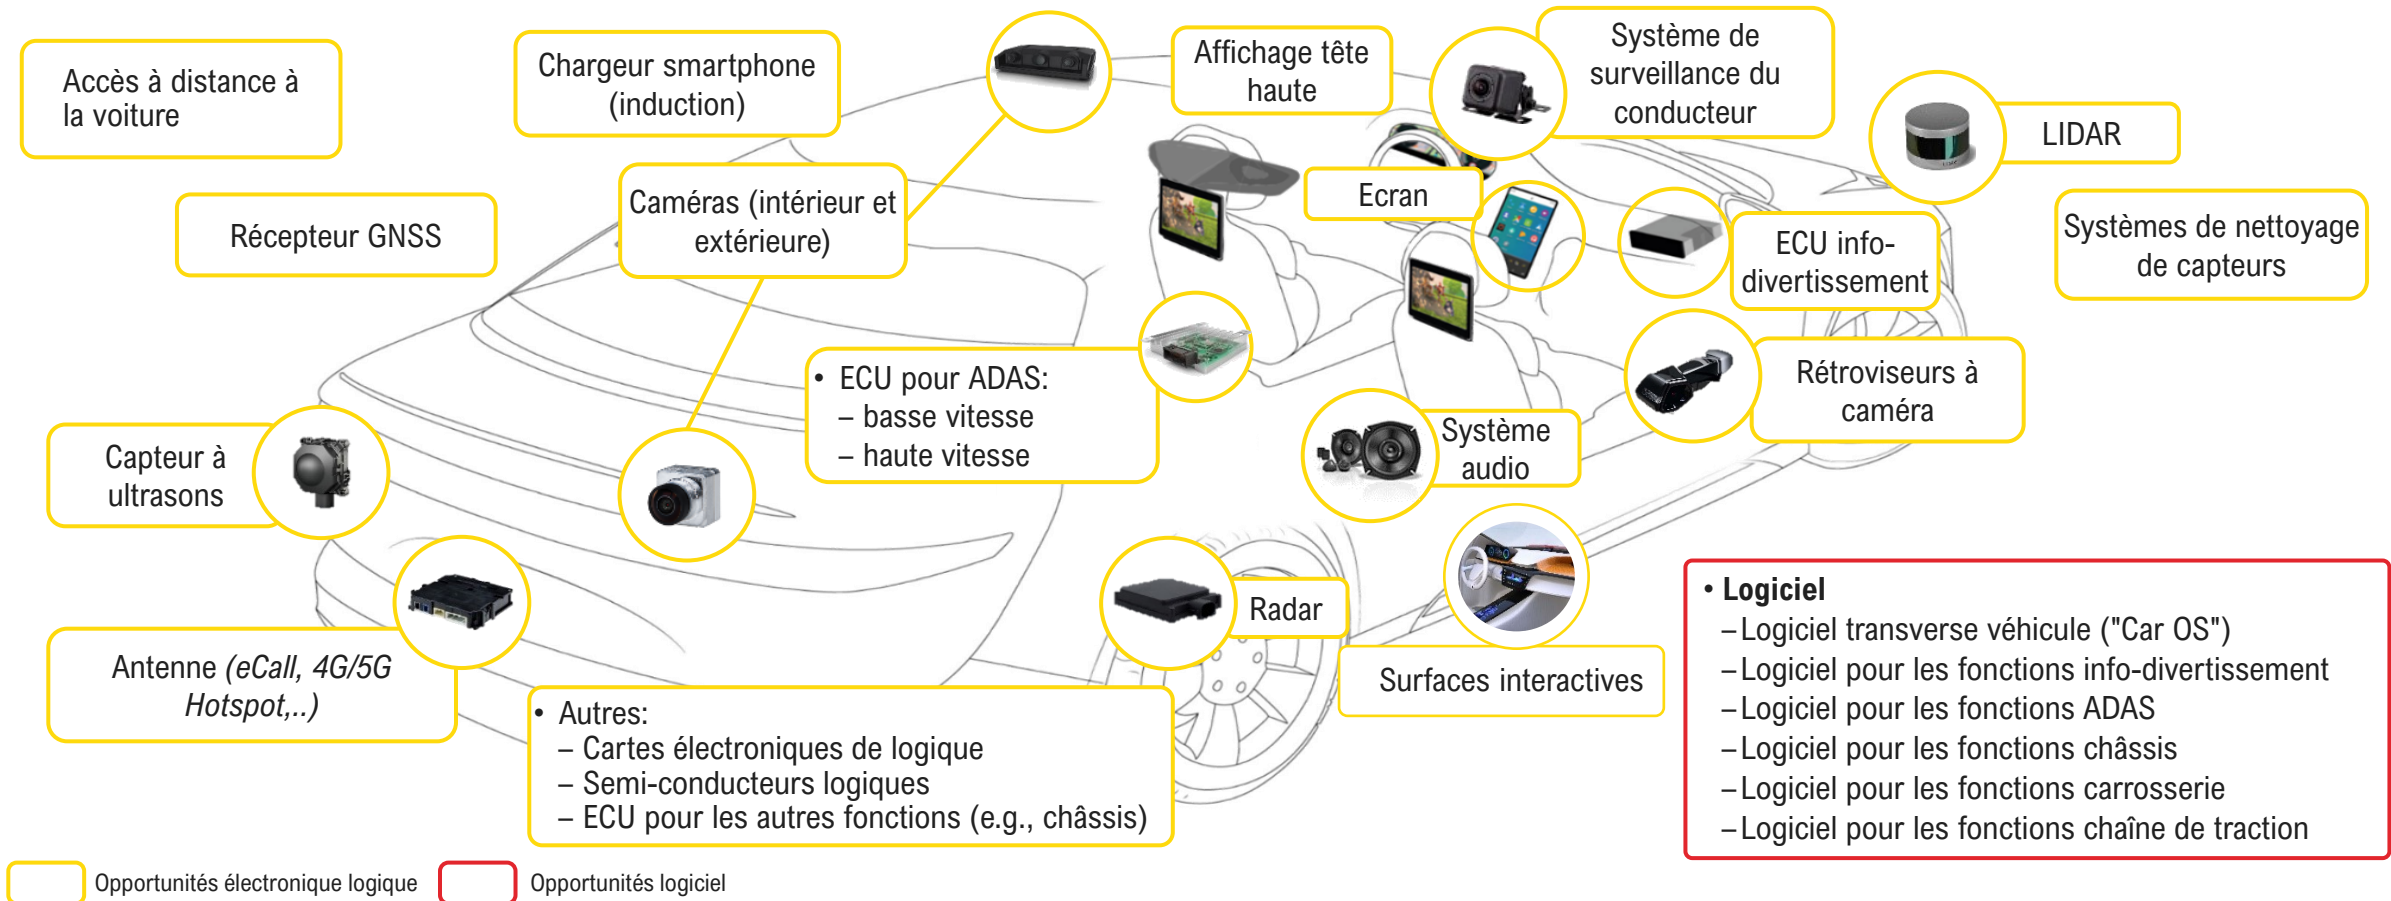 Accès à distance à
la voiture
Chargeur smartphone
(induction)
Affichage tête
haute
Système de
surveillance du
conducteur
LIDAR
Récepteur GNSS
Caméras (intérieur et
extérieure)
Ecran
ECU info-
divertissement
Systèmes de nettoyage
de capteurs
• ECU pour ADAS:
– basse vitesse
– haute vitesse
Rétroviseurs à
caméra
Capteur à
ultrasons
Système
audio
Radar
Antenne (eCall, 4G/5G
Hotspot,..)
Surfaces interactives
• Autres:
– Cartes électroniques de logique
– Semi-conducteurs logiques
– ECU pour les autres fonctions (e.g., châssis)
• Logiciel
– Logiciel transverse véhicule ("Car OS")
– Logiciel pour les fonctions info-divertissement
– Logiciel pour les fonctions ADAS
– Logiciel pour les fonctions châssis
– Logiciel pour les fonctions carrosserie
– Logiciel pour les fonctions chaîne de traction
Opportunités électronique logique
Opportunités logiciel